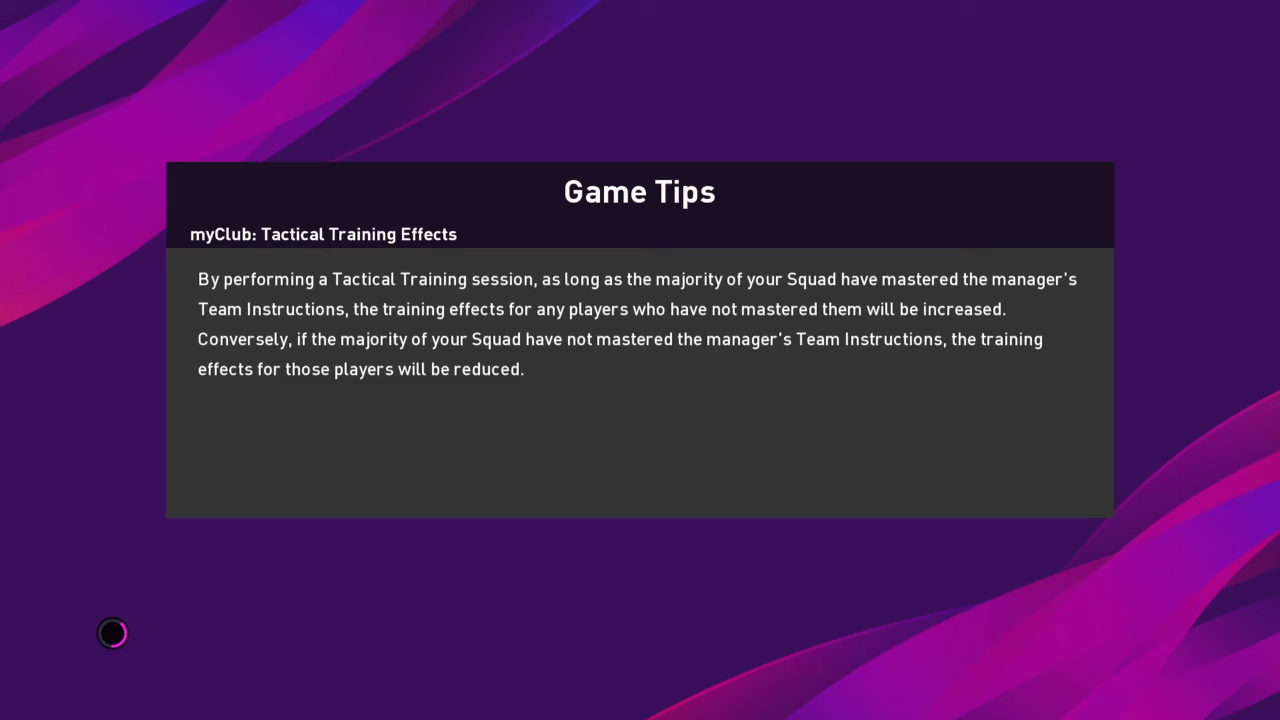 Game Tips
myClub: Tactical Training Effects
By performing a Tactical Training session, as long as the majority of your Squad have mastered the manager's
Team Instructions, the training effects for any players who have not mastered them will be increased.
Conversely, if the majority of your Squad have not mastered the manager's Team Instructions, the training
effects for those players will be reduced.